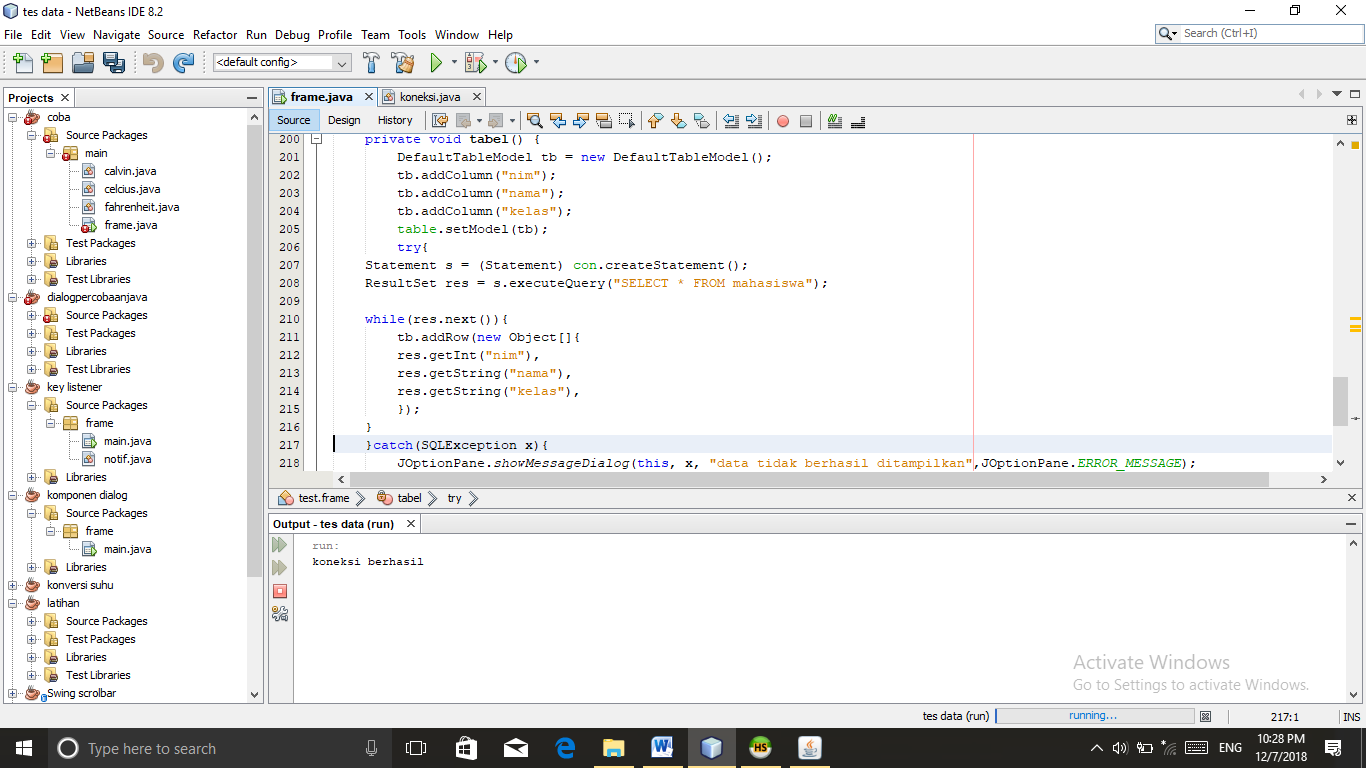 tes data - NetBeans IDE 8.2
File Edit View Navigate Source Refactor Run Debug Profile Team Tools Window Help
Search (Ctrl+I)
<default config>
Projects
coba
Source Packages
main
calvin.java
celcius.java
fahrenheit.java
frame.java
Test Packages
Libraries
Test Libraries
dialogpercobaanjava
Source Packages
Test Packages
Libraries
Test Libraries
key listener
Source Packages
frame
main.java
notif.java
Libraries
komponen dialog
Source Packages
frame
main.java
Libraries
konversi suhu
latihan
Source Packages
Test Packages
Libraries
Test Libraries
Swing scrolbar
frame.java koneksi.java
Source Design History
200 private void tabel() {
201 DefaultTableModel tb = new DefaultTableModel();
202 tb.addColumn("nim");
203 tb.addColumn("nama");
204 tb.addColumn("kelas");
205 table.setModel(tb);
206 try{
207 Statement s = (Statement) con.createStatement();
208 ResultSet res = s.executeQuery("SELECT * FROM mahasiswa");
209
210 while(res.next()){
211 tb.addRow(new Object[]{
212 res.getInt("nim"),
213 res.getString("nama"),
214 res.getString("kelas"),
215 });
216 }
217 }catch(SQLException x){
218 JOptionPane.showMessageDialog(this, x, "data tidak berhasil ditampilkan",JOptionPane.ERROR_MESSAGE);
test.frame tabel try
Output - tes data (run)
run:
koneksi berhasil
Activate Windows
Go to Settings to activate Windows.
tes data (run) running... 217:1 INS
Type here to search
HS
ENG
10:28 PM
12/7/2018